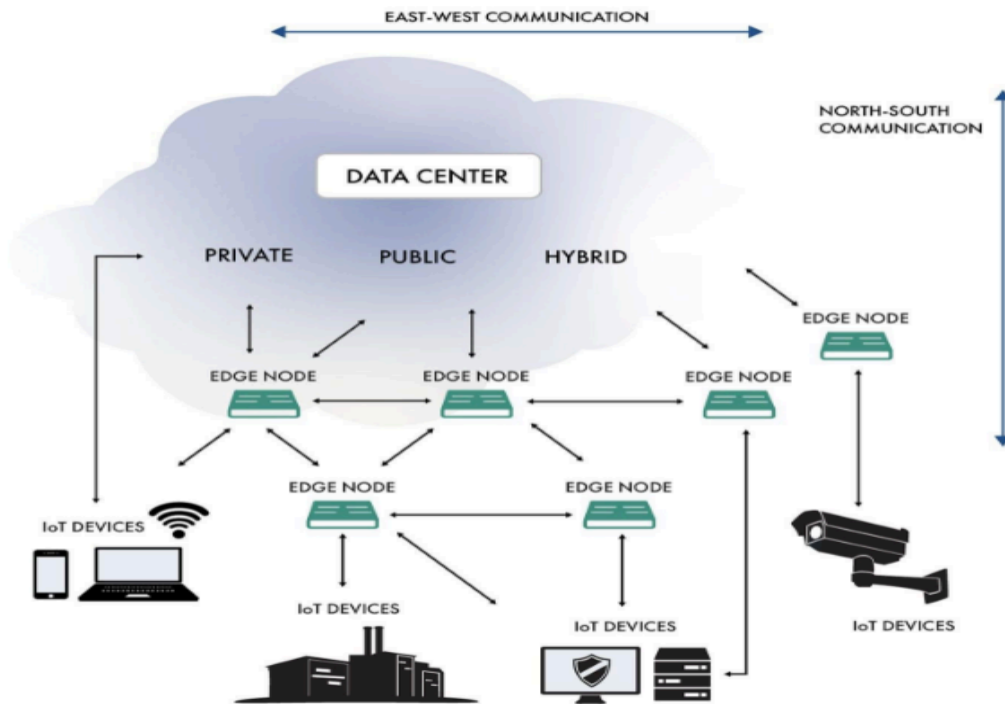 EAST-WEST COMMUNICATION
NORTH-SOUTH
COMMUNICATION
DATA CENTER
PRIVATE
PUBLIC
HYBRID
EDGE NODE
EDGE NODE
EDGE NODE
EDGE NODE
EDGE NODE
EDGE NODE
IoT DEVICES
IoT DEVICES
IoT DEVICES
IoT DEVICES